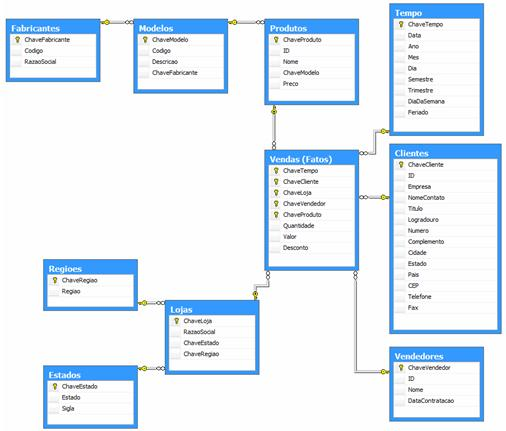 Fabricantes
ChaveFabricante
Codigo
RazaoSocial
Modelos
ChaveModelo
Codigo
Descricao
ChaveFabricante
Produtos
ChaveProduto
ID
Nome
ChaveModelo
Preco
Tempo
ChaveTempo
Data
Ano
Mes
Dia
Semestre
Trimestre
DiaDaSemana
Feriado
Vendas (Fatos)
ChaveTempo
ChaveCliente
ChaveLoja
ChaveVendedor
ChaveProduto
Quantidade
Valor
Desconto
Clientes
ChaveCliente
ID
Empresa
NomeContato
Titulo
Logradouro
Numero
Complemento
Cidade
Estado
Pais
CEP
Telefone
Fax
Regioes
ChaveRegiao
Regiao
Lojas
ChaveLoja
RazaoSocial
ChaveEstado
ChaveRegiao
Estados
ChaveEstado
Estado
Sigla
Vendedores
ChaveVendedor
ID
Nome
DataContratacao